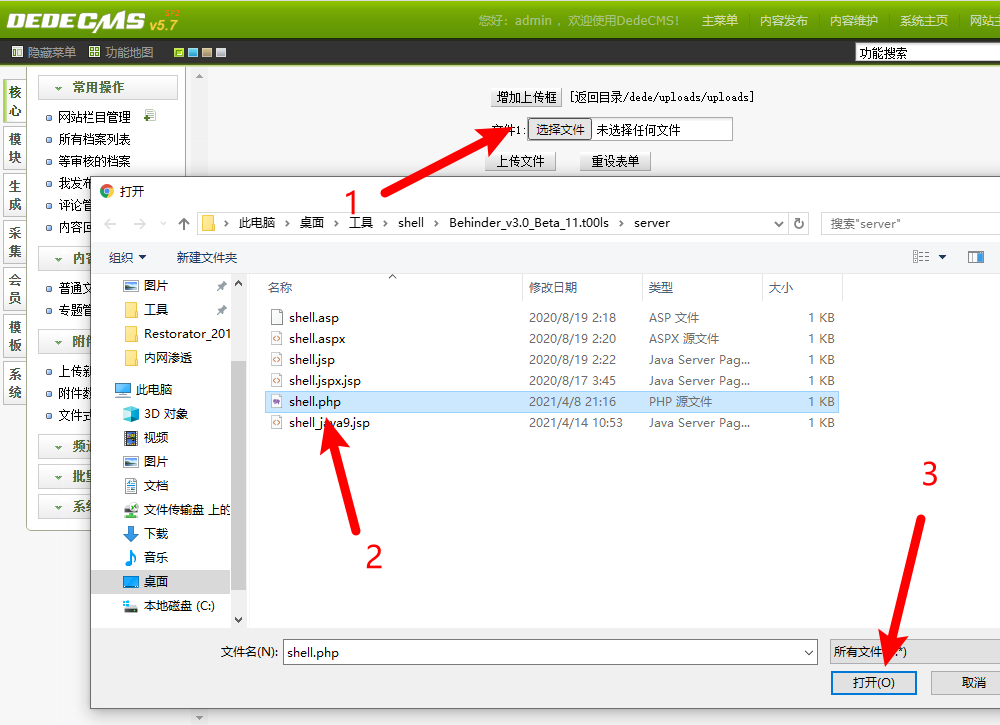 DEDECMS v5.7 SP2
您好：admin ，欢迎使用DedeCMS! 主菜单 内容发布 内容维护 系统主页 网站主
隐藏菜单 功能地图 功能搜索
核心
模块
生成
采集
会员
模板
系统
常用操作
网站栏目管理
所有档案列表
等审核的档案
我发布
评论管
内容回
内容
普通文
专题管
附件
上传新
附件数
文件式
频道
批量
系统
增加上传框 [返回目录/dede/uploads/uploads]
文件1: 选择文件 未选择任何文件
上传文件 重设表单
1
打开
此电脑 › 桌面 › 工具 › shell › Behinder_v3.0_Beta_11.t00ls › server
搜索"server"
组织 新建文件夹
图片
工具
Restorator_201
内网渗透
此电脑
3D 对象
视频
图片
文档
文件传输盘 上的
下载
音乐
桌面
本地磁盘 (C:)
名称 修改日期 类型 大小
shell.asp 2020/8/19 2:18 ASP 文件 1 KB
shell.aspx 2020/8/19 2:20 ASPX 源文件 1 KB
shell.jsp 2020/8/19 2:22 Java Server Pag... 1 KB
shell.jspx.jsp 2020/8/17 3:45 Java Server Pag... 1 KB
shell.php 2021/4/8 21:16 PHP 源文件 1 KB
shell_java9.jsp 2021/4/14 10:53 Java Server Pag... 1 KB
2
3
文件名(N): shell.php 所有文件 (*.*)
打开(O) 取消